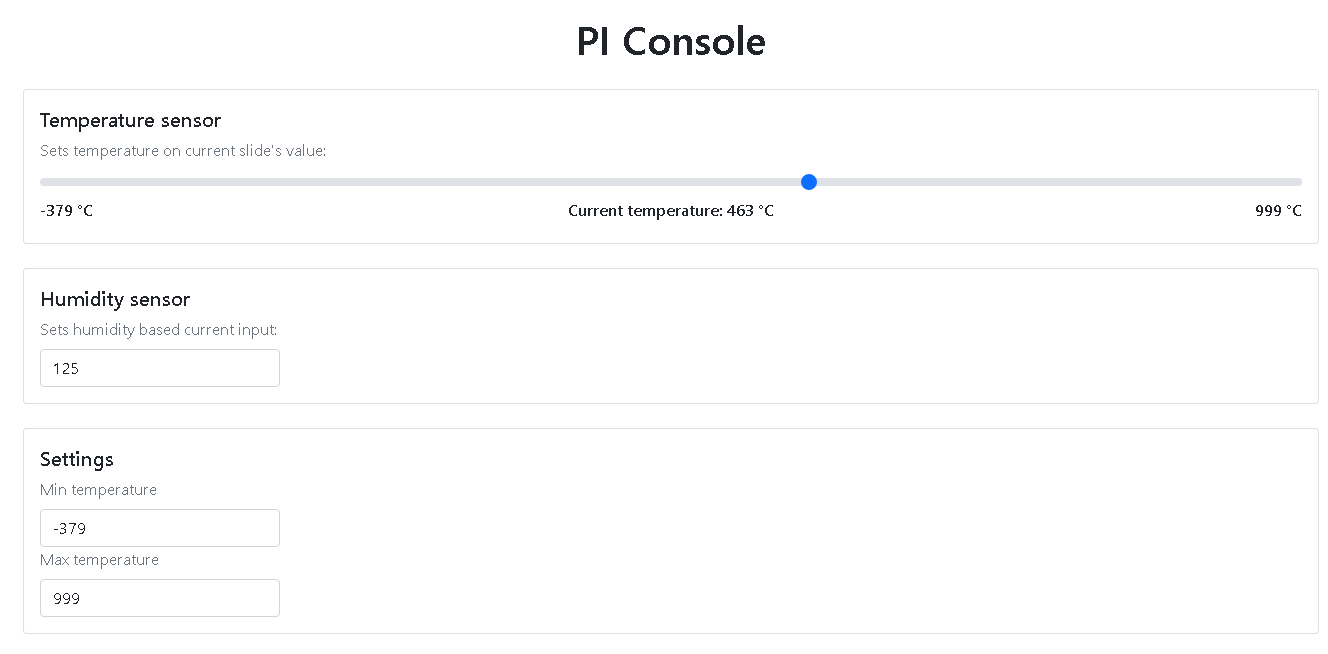 PI Console
Temperature sensor
Sets temperature on current slide's value:
-379 °C Current temperature: 463 °C 999 °C
Humidity sensor
Sets humidity based current input:
125
Settings
Min temperature
-379
Max temperature
999